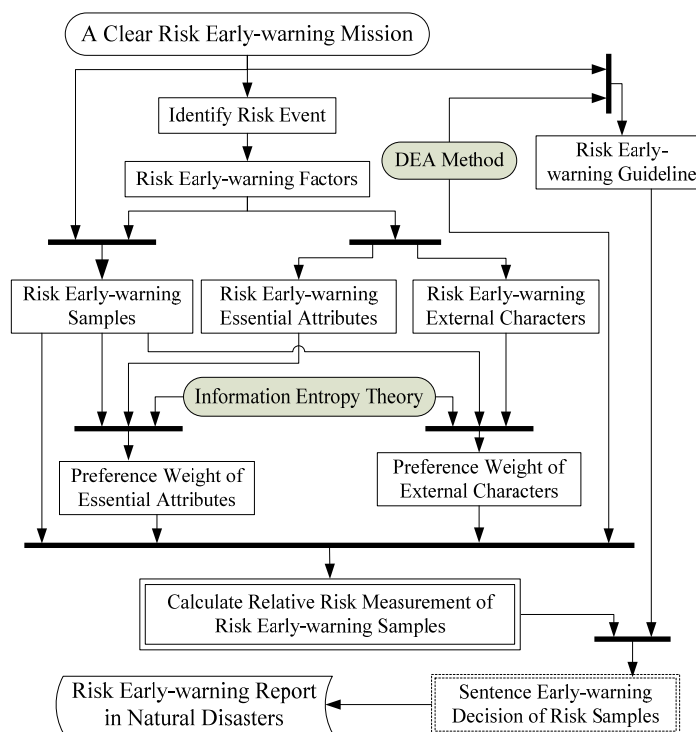 A Clear Risk Early-warning Mission
Identify Risk Event
DEA Method
Risk Early-
warning Guideline
Risk Early-warning Factors
Risk Early-warning
Samples
Risk Early-warning
Essential Attributes
Risk Early-warning
External Characters
Information Entropy Theory
Preference Weight of
Essential Attributes
Preference Weight of
External Characters
Calculate Relative Risk Measurement of
Risk Early-warning Samples
Risk Early-warning Report
in Natural Disasters
Sentence Early-warning
Decision of Risk Samples